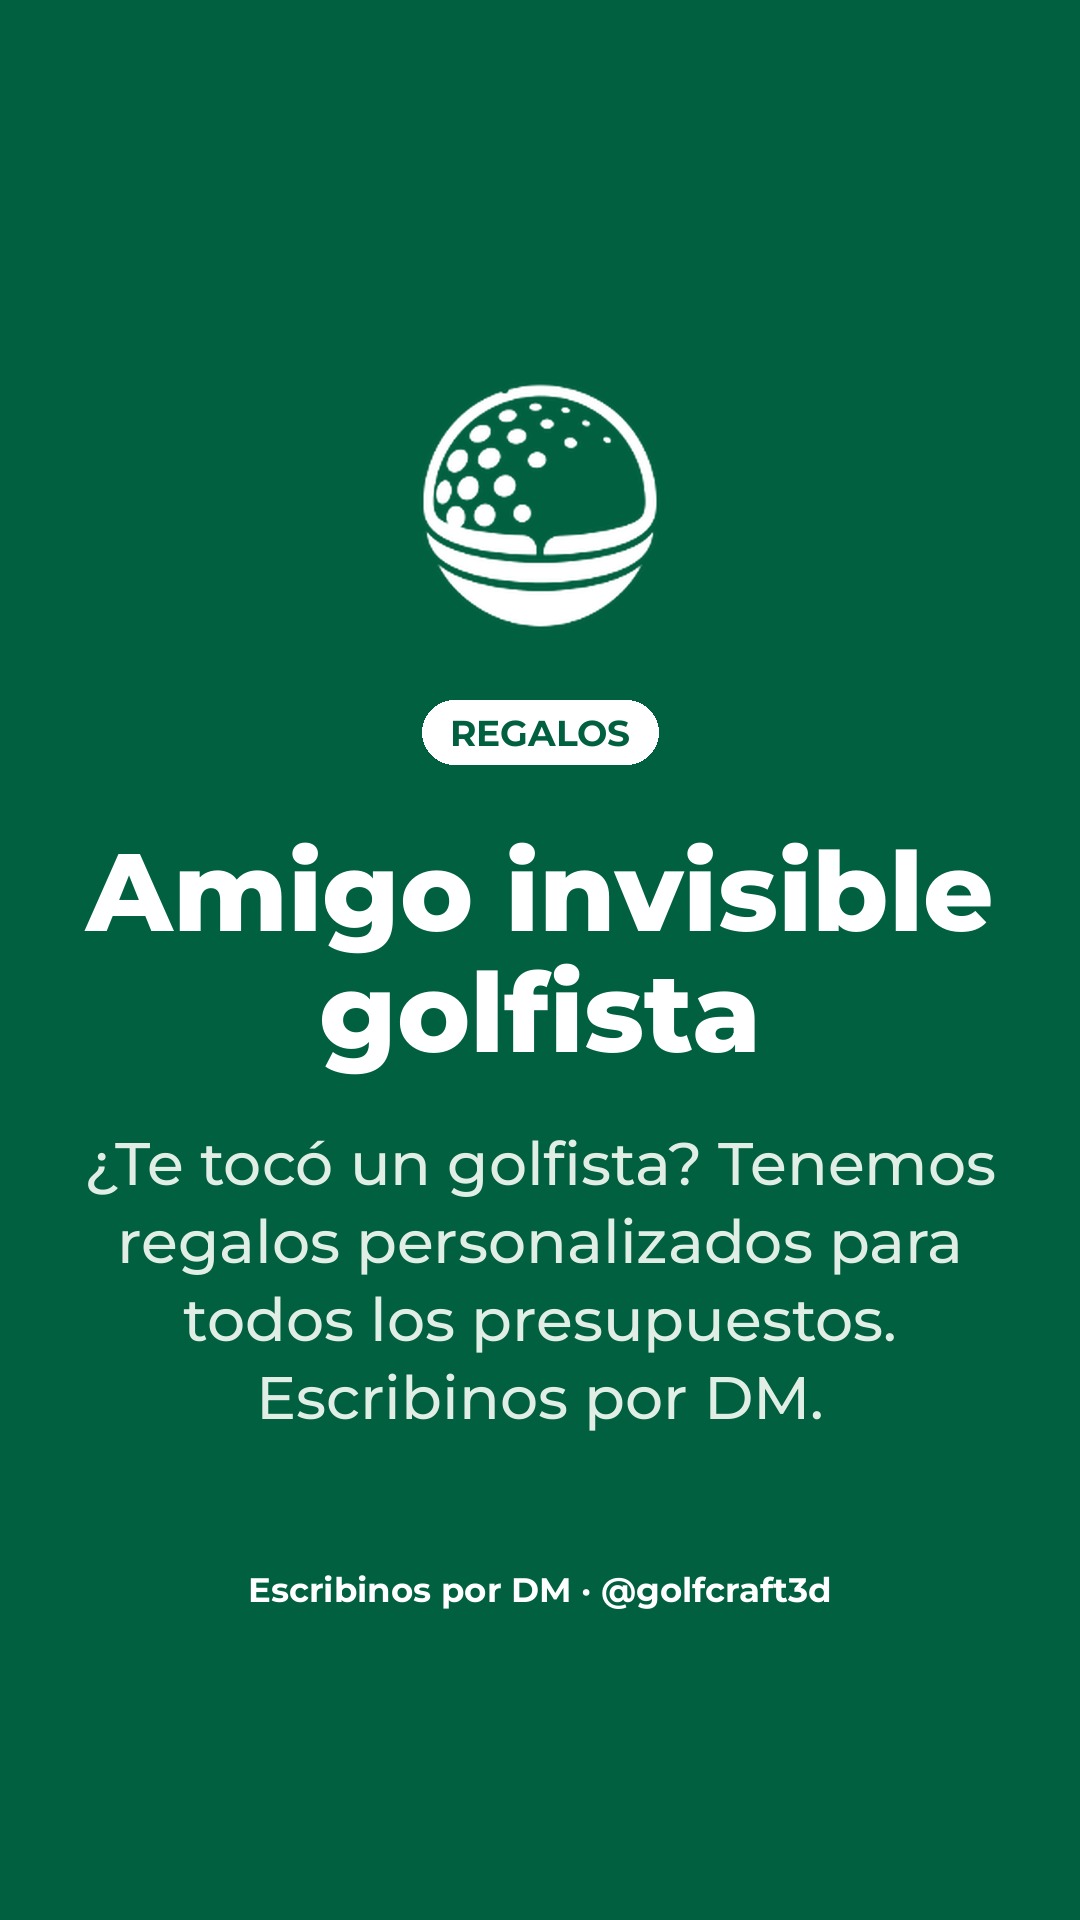 REGALOS
Amigo invisible
golfista
¿Te tocó un golfista? Tenemos
regalos personalizados para
todos los presupuestos.
Escribinos por DM.
Escribinos por DM · @golfcraft3d